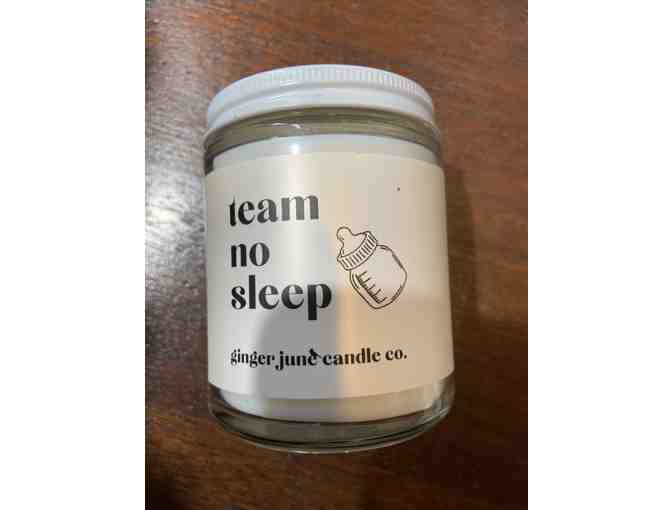 team
no
sleep
ginger june candle co.